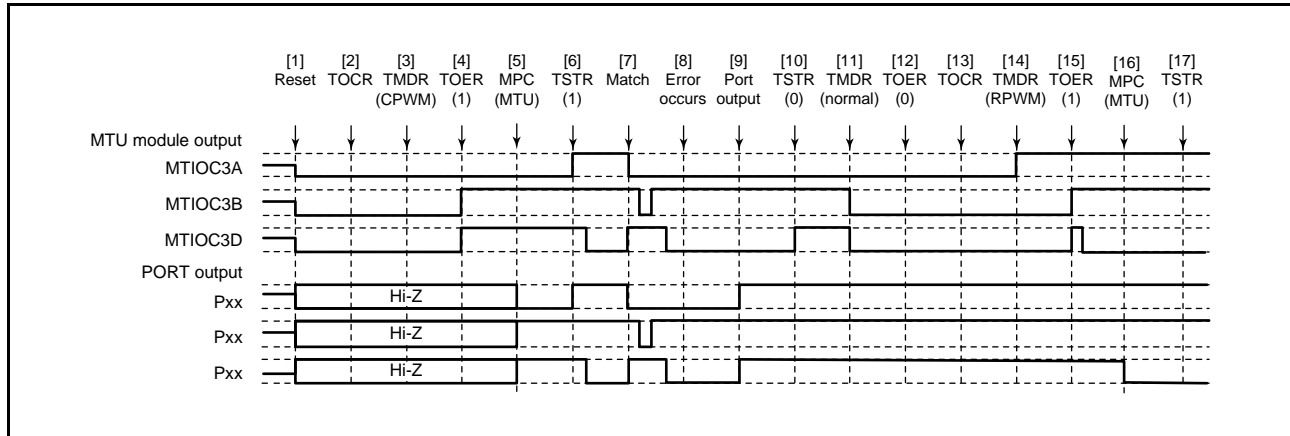 [1] [2] [3] [4] [5] [6] [7] [8] [9] [10] [11] [12] [13] [14] [15] [16] [17]
Reset TOCR TMDR TOER MPC TSTR Match Error Port TSTR TMDR TOER TOCR TMDR TOER MPC TSTR
(CPWM) (1) (MTU) (1) occurs output (0) (normal) (0) (RPWM) (1) (MTU) (1)
MTU module output
MTIOC3A
MTIOC3B
MTIOC3D
PORT output
Pxx Hi-Z
Pxx Hi-Z
Pxx Hi-Z